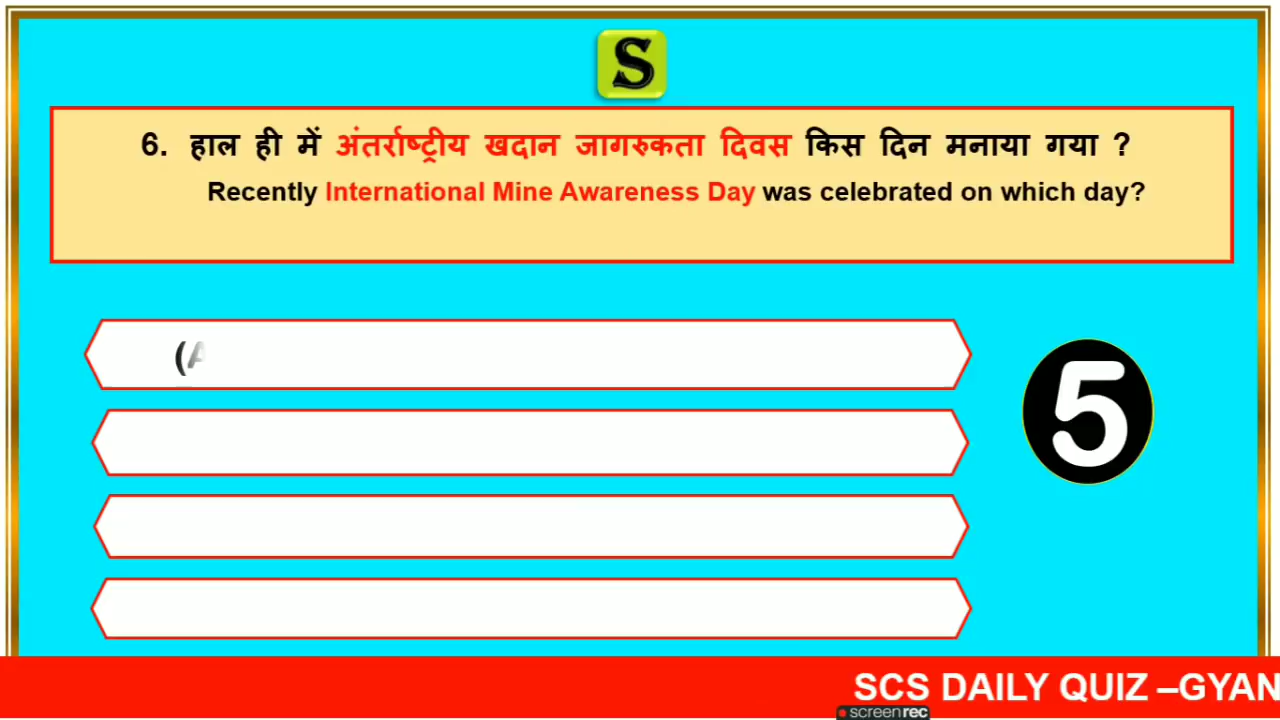 S
6. हाल ही में अंतर्राष्ट्रीय खदान जागरुकता दिवस किस दिन मनाया गया ?
Recently International Mine Awareness Day was celebrated on which day?
(A
5
SCS DAILY QUIZ –GYAN
screenrec